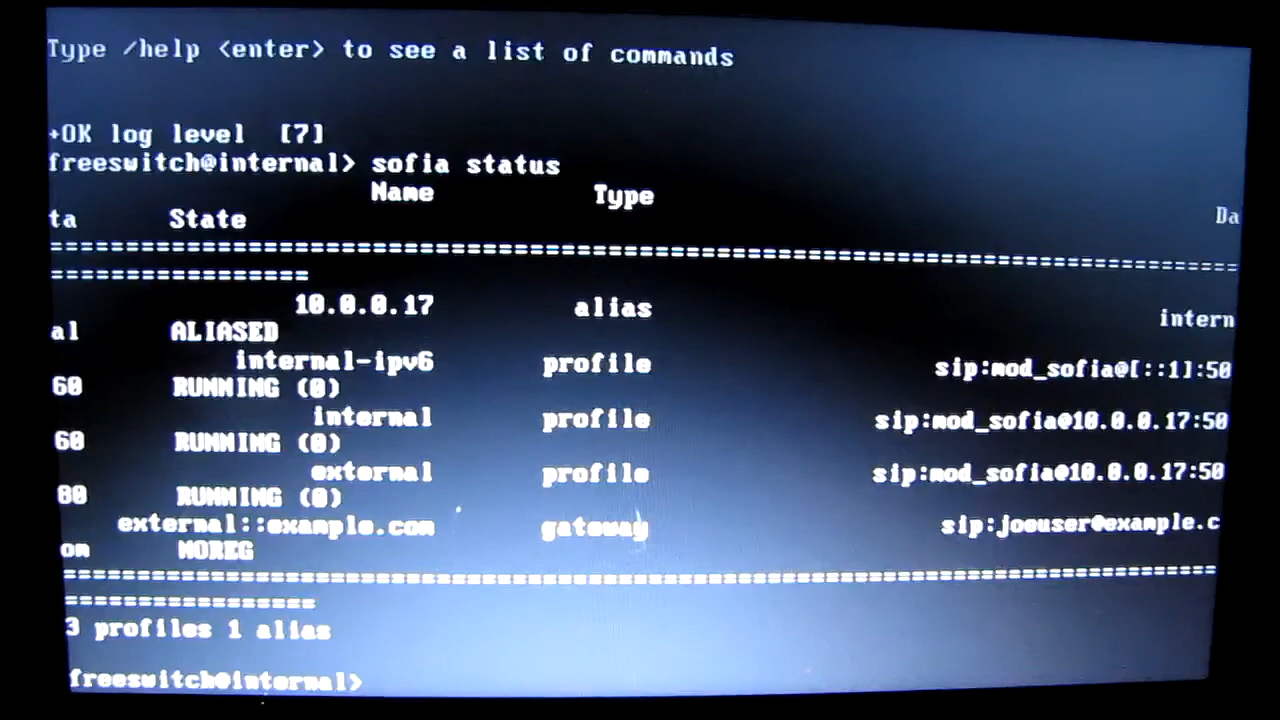 Type /help <enter> to see a list of commands
+OK log level [7]
freeswitch@internal> sofia status
Name Type Da
ta State
=================================================================================================
================
10.0.0.17 alias intern
al ALIASED
internal-ipv6 profile sip:mod_sofia@[::1]:50
60 RUNNING (0)
internal profile sip:mod_sofia@10.0.0.17:50
60 RUNNING (0)
external profile sip:mod_sofia@10.0.0.17:50
80 RUNNING (0)
external::example.com gateway sip:joeuser@example.c
om NOREG
=================================================================================================
================
3 profiles 1 alias
freeswitch@internal>